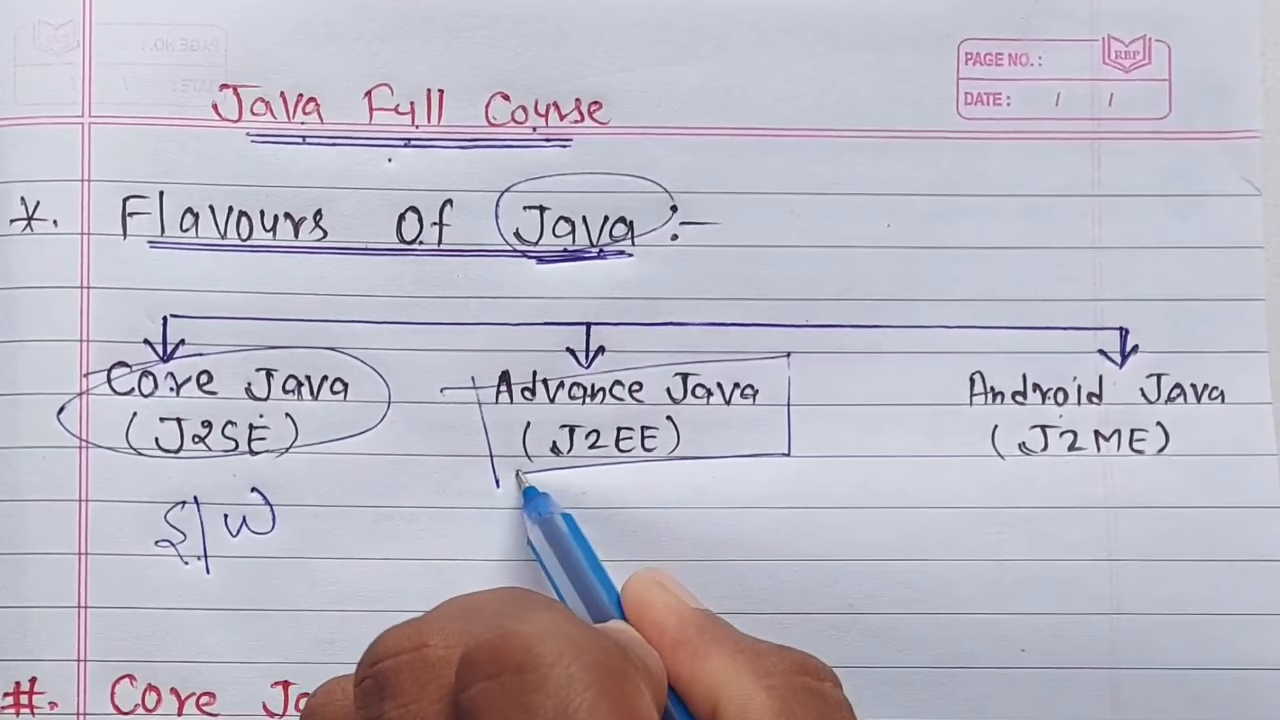 PAGE NO. :
RBP
DATE : / /
Java Full Course
*. Flavours of Java :-
Core Java Advance Java Android Java
(J2SE) (J2EE) (J2ME)
S/W
#. Core